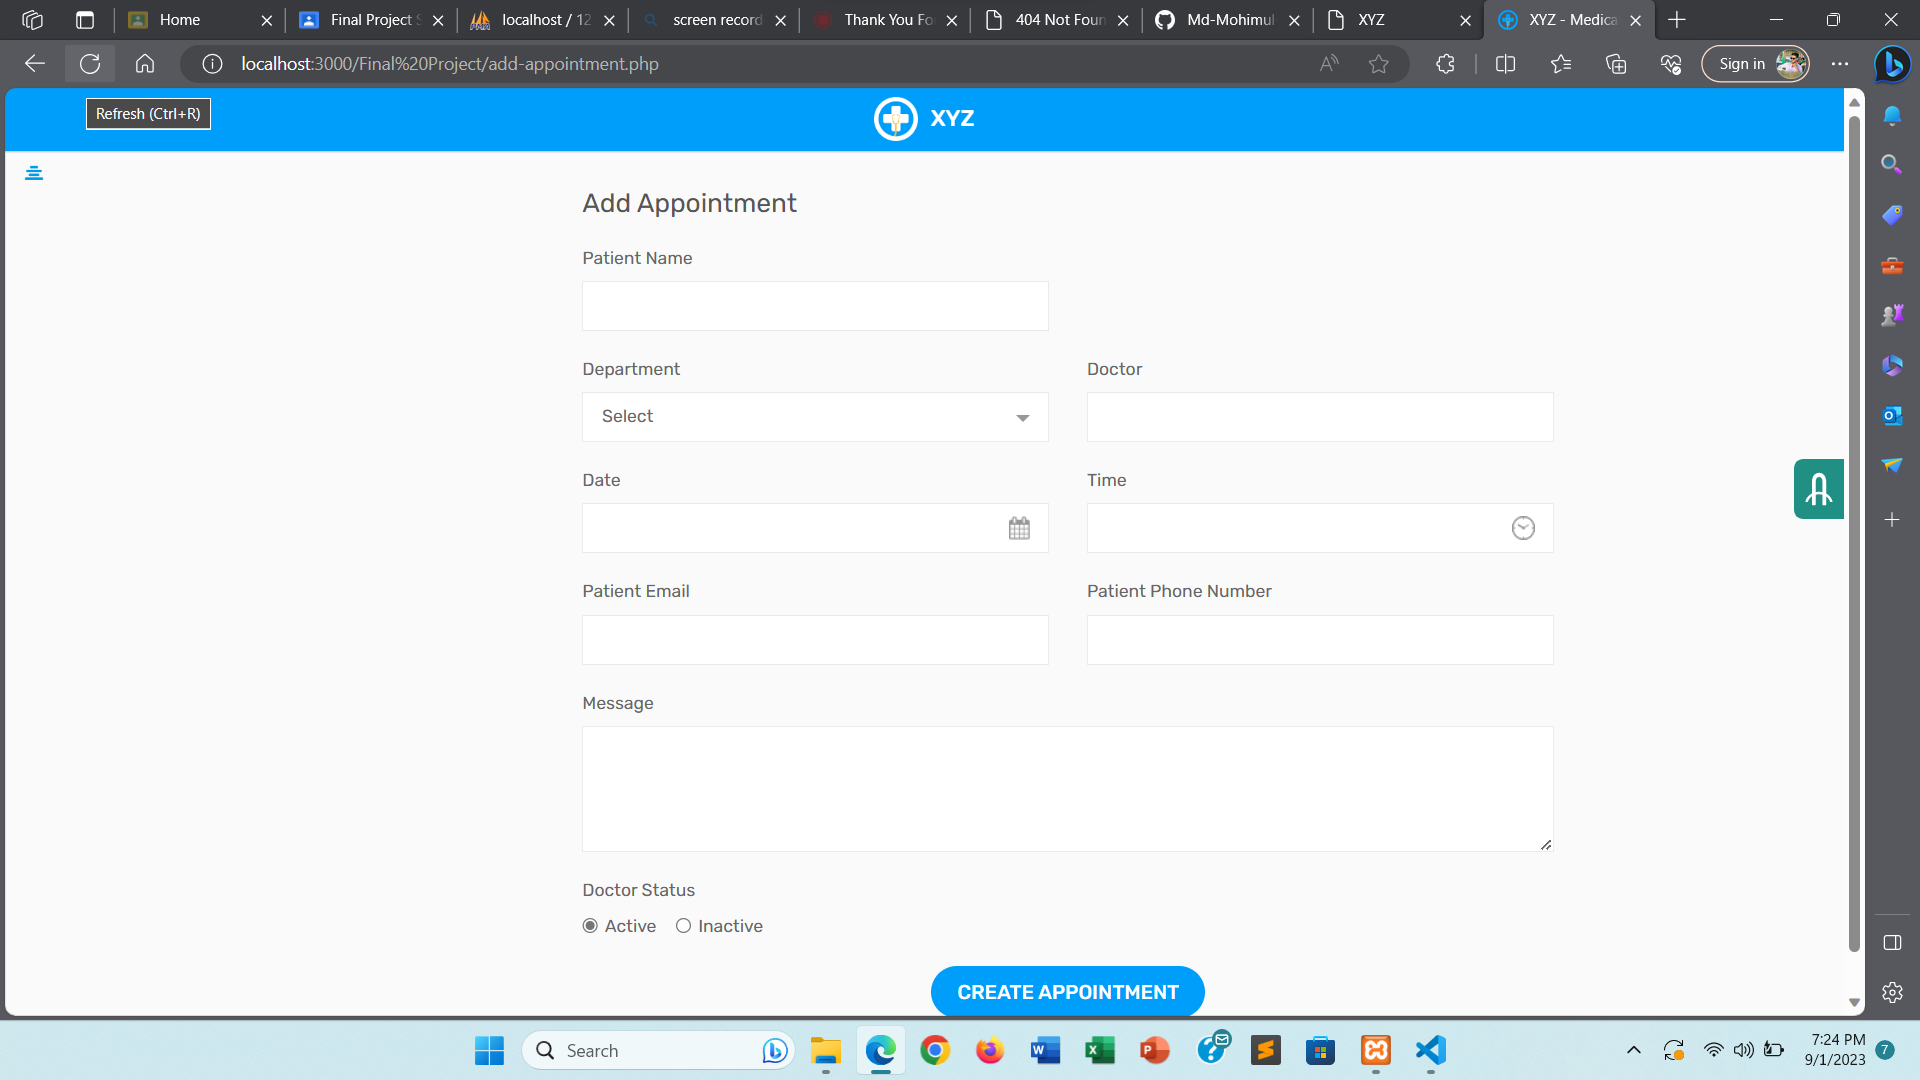 Home
Final Project S
localhost / 12
screen record
Thank You Fo
404 Not Foun
Md-Mohimul
XYZ
XYZ - Medica
localhost:3000/Final%20Project/add-appointment.php
Sign in
Refresh (Ctrl+R)
XYZ
Add Appointment
Patient Name
Department
Doctor
Select
Date
Time
Patient Email
Patient Phone Number
Message
Doctor Status
Active
Inactive
CREATE APPOINTMENT
Search
7:24 PM
9/1/2023
7